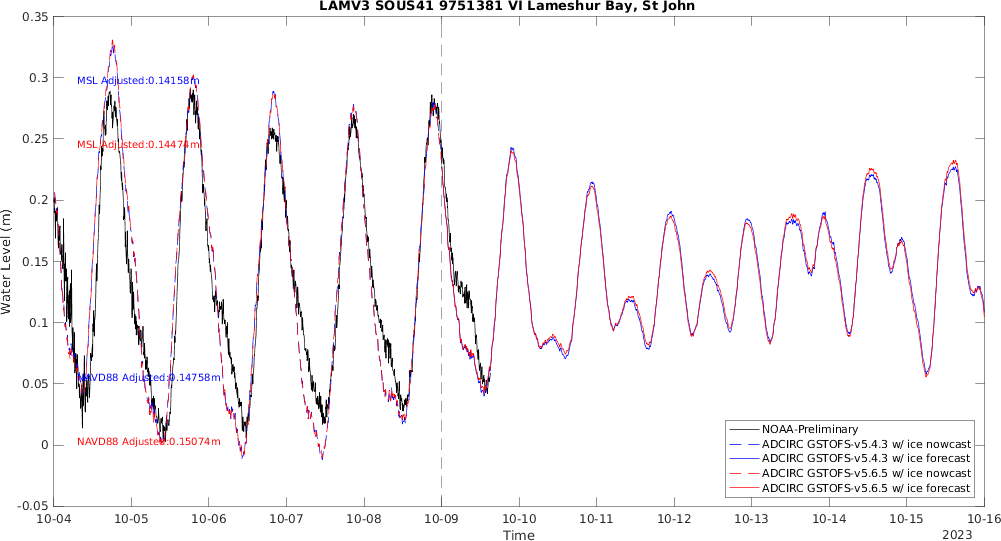 LAMV3 SOUS41 9751381 VI Lameshur Bay, St John
0.35
0.3
0.25
0.2
0.15
0.1
0.05
0
-0.05
Water Level (m)
MSL Adjusted:0.14158m
MSL Adjusted:0.14474m
NAVD88 Adjusted:0.14758m
NAVD88 Adjusted:0.15074m
NOAA-Preliminary
ADCIRC GSTOFS-v5.4.3 w/ ice nowcast
ADCIRC GSTOFS-v5.4.3 w/ ice forecast
ADCIRC GSTOFS-v5.6.5 w/ ice nowcast
ADCIRC GSTOFS-v5.6.5 w/ ice forecast
10-04 10-05 10-06 10-07 10-08 10-09 10-10 10-11 10-12 10-13 10-14 10-15 10-16
Time
2023